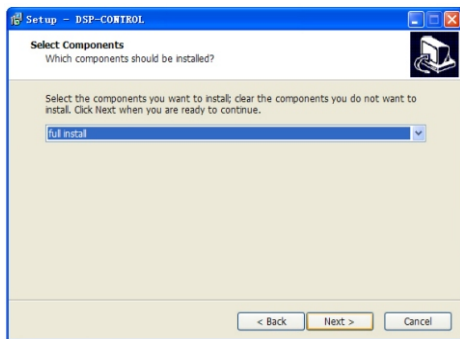 Setup - DSP-CONTROL
Select Components
Which components should be installed?
Select the components you want to install; clear the components you do not want to
install. Click Next when you are ready to continue.
full install
< Back
Next >
Cancel